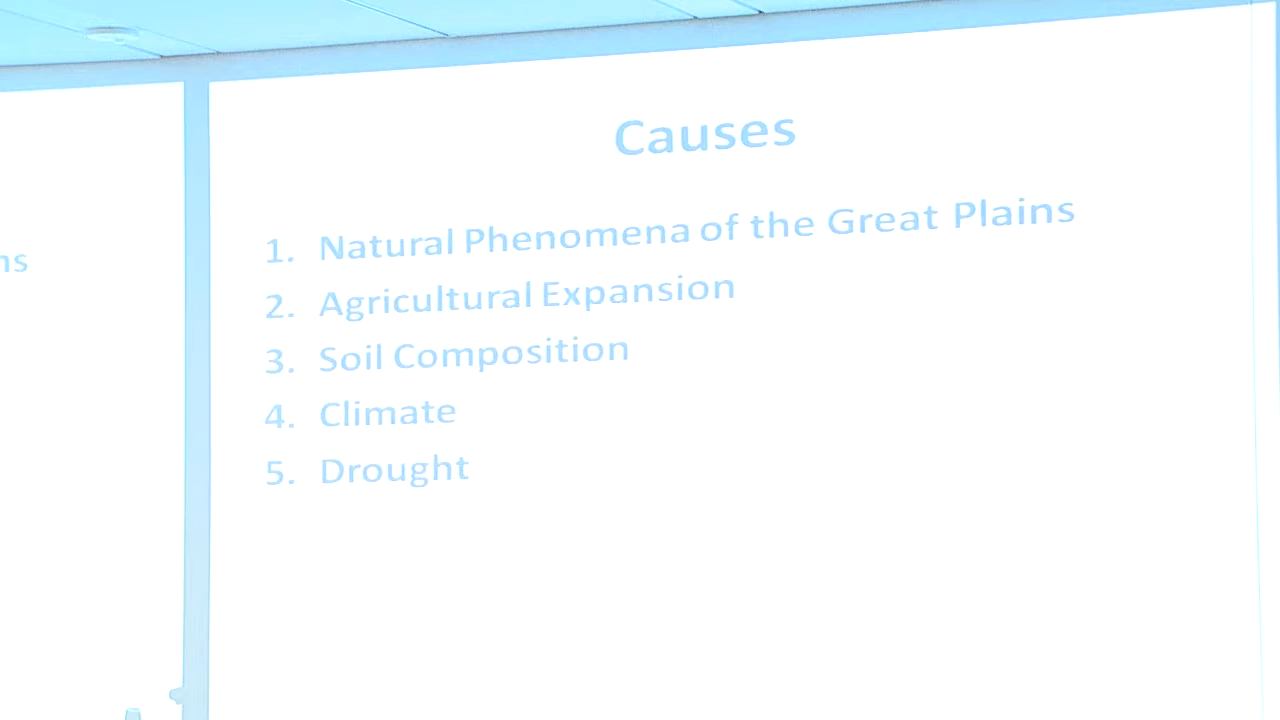 Causes
1. Natural Phenomena of the Great Plains
2. Agricultural Expansion
3. Soil Composition
4. Climate
5. Drought